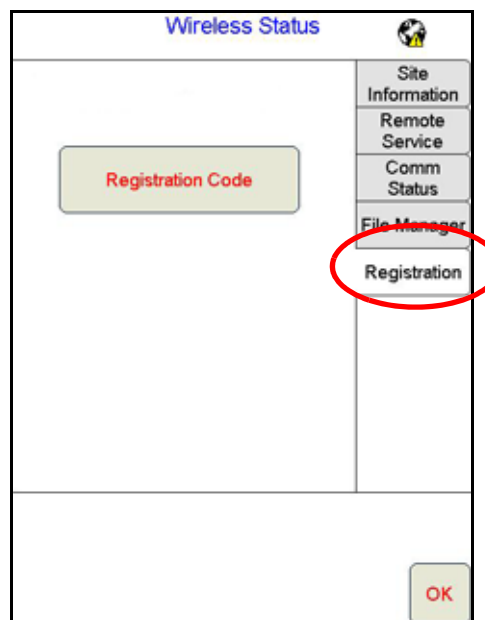 Wireless Status
Site
Information
Remote
Service
Comm
Status
File Manager
Registration
Registration Code
OK